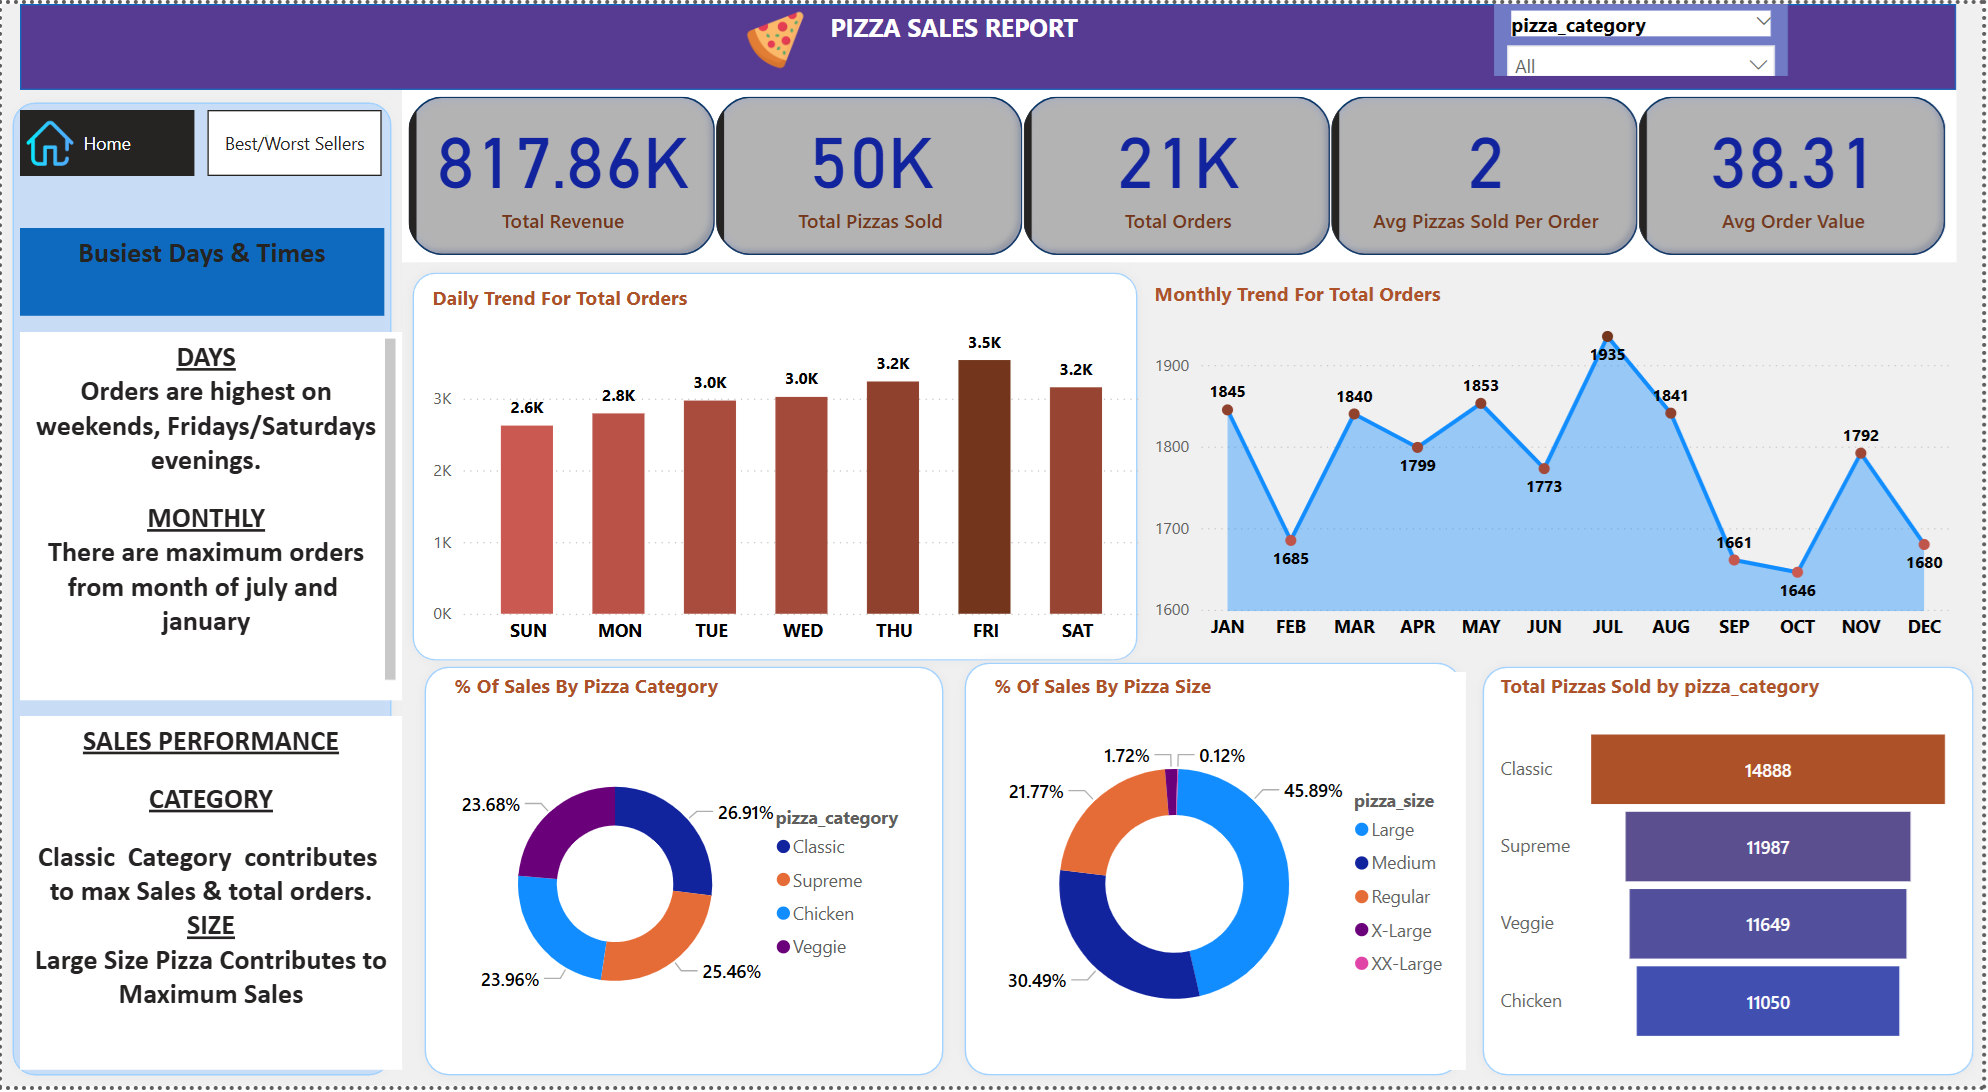 PIZZA SALES REPORT
pizza_category
All
Home
Best/Worst Sellers
817.86K
Total Revenue
50K
Total Pizzas Sold
21K
Total Orders
2
Avg Pizzas Sold Per Order
38.31
Avg Order Value
Busiest Days & Times
DAYS
Orders are highest on
weekends, Fridays/Saturdays
evenings.
MONTHLY
There are maximum orders
from month of july and
january
SALES PERFORMANCE
CATEGORY
Classic Category contributes
to max Sales & total orders.
SIZE
Large Size Pizza Contributes to
Maximum Sales
Daily Trend For Total Orders
3K
2K
1K
0K
2.6K
2.8K
3.0K
3.0K
3.2K
3.5K
3.2K
SUN MON TUE WED THU FRI SAT
Monthly Trend For Total Orders
1900
1800
1700
1600
1845
1685
1840
1799
1853
1773
1935
1841
1661
1646
1792
1680
JAN FEB MAR APR MAY JUN JUL AUG SEP OCT NOV DEC
% Of Sales By Pizza Category
23.68%
26.91%
23.96%
25.46%
pizza_category
Classic
Supreme
Chicken
Veggie
% Of Sales By Pizza Size
1.72%
0.12%
21.77%
45.89%
30.49%
pizza_size
Large
Medium
Regular
X-Large
XX-Large
Total Pizzas Sold by pizza_category
Classic 14888
Supreme 11987
Veggie 11649
Chicken 11050